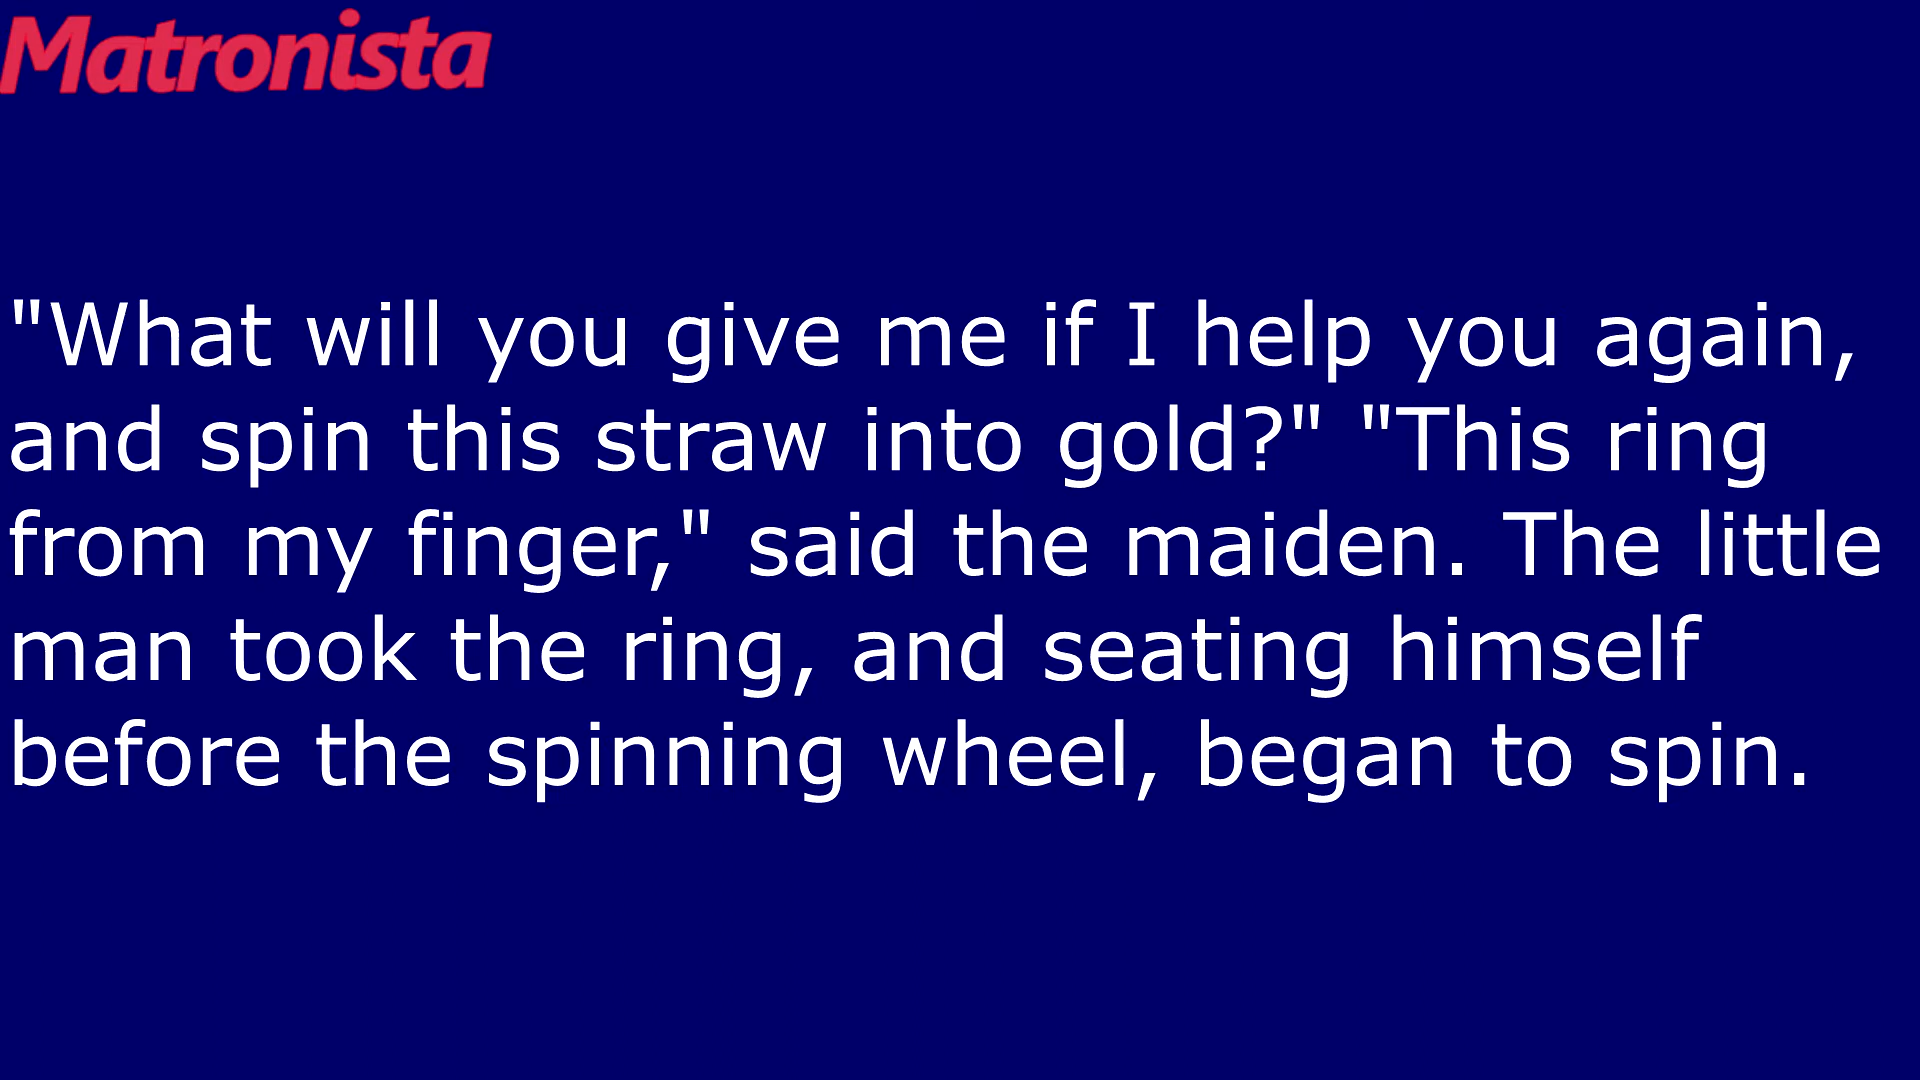 Matronista
"What will you give me if I help you again,
and spin this straw into gold?" "This ring
from my finger," said the maiden. The little
man took the ring, and seating himself
before the spinning wheel, began to spin.